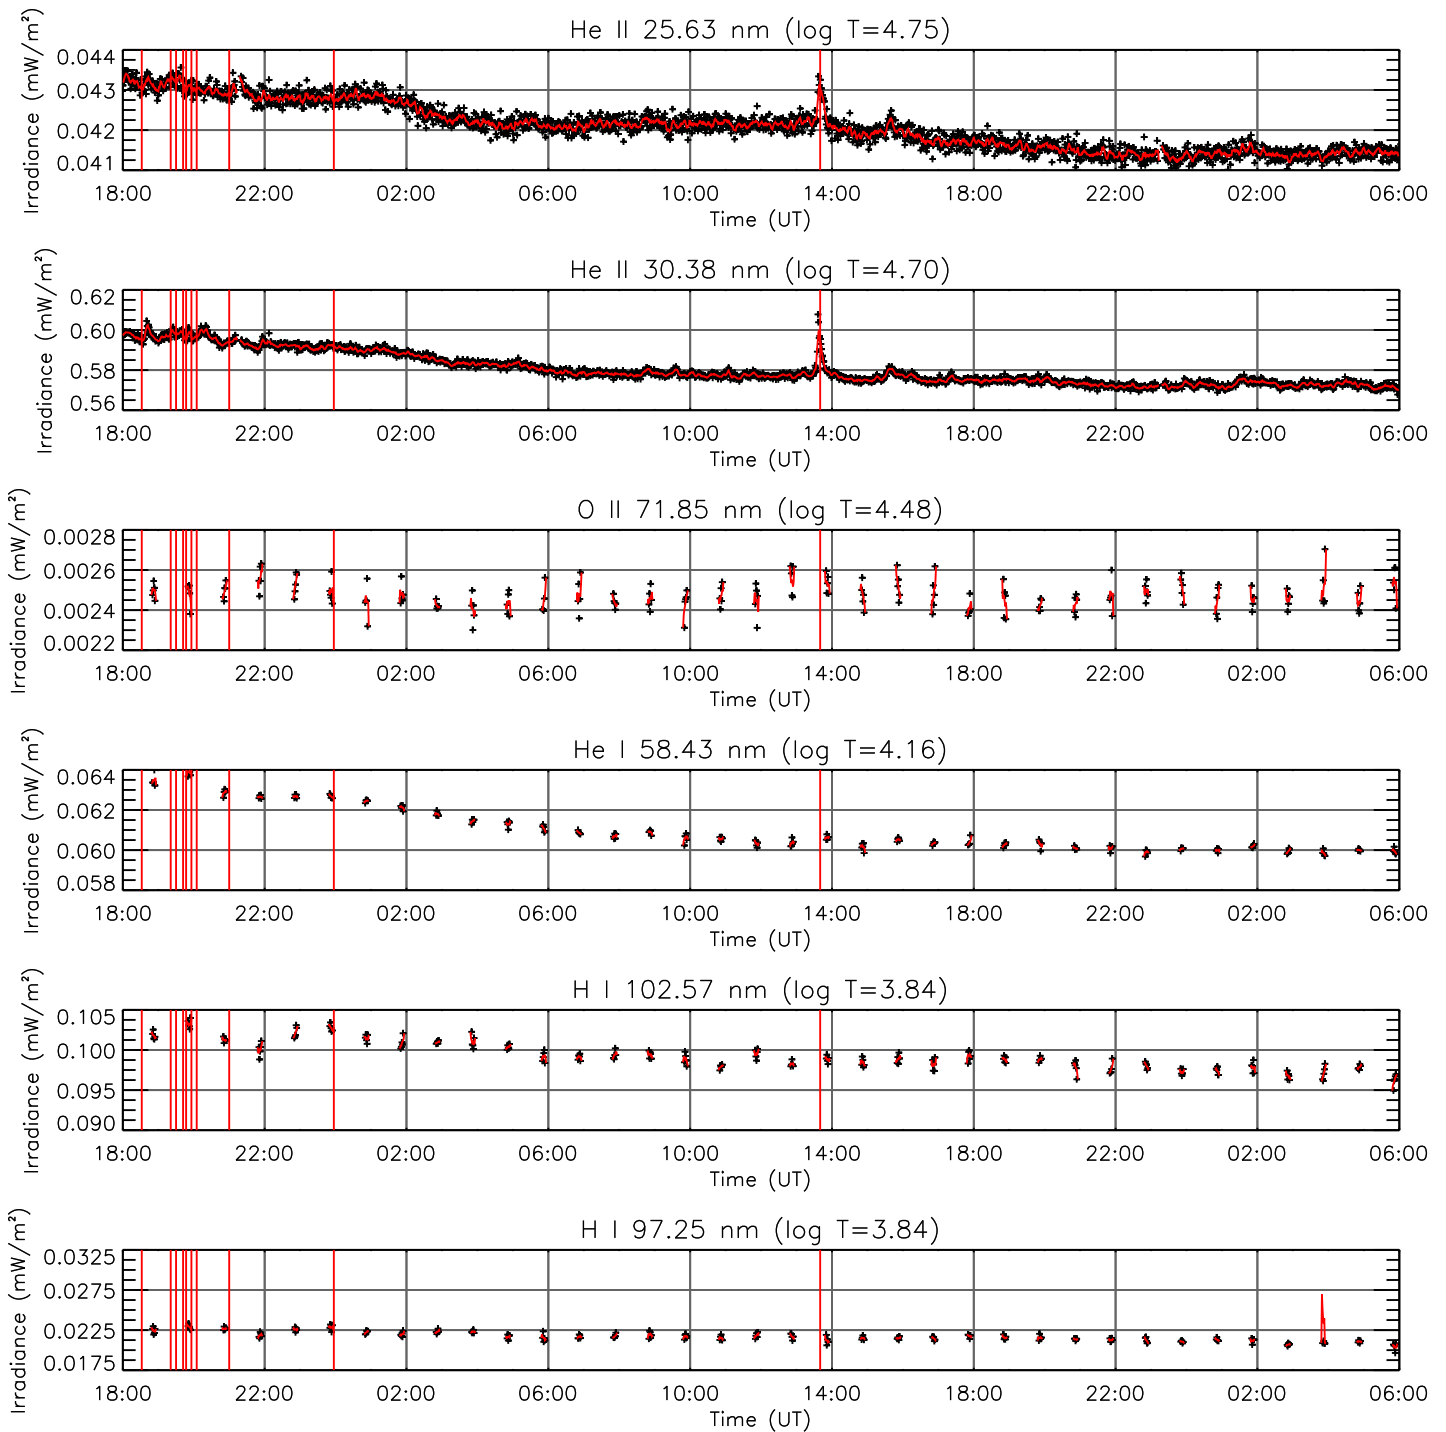 He II 25.63 nm (log T=4.75)
Irradiance (mW/m²)
0.044
0.043
0.042
0.041
18:00 22:00 02:00 06:00 10:00 14:00 18:00 22:00 02:00 06:00
Time (UT)
He II 30.38 nm (log T=4.70)
Irradiance (mW/m²)
0.62
0.60
0.58
0.56
18:00 22:00 02:00 06:00 10:00 14:00 18:00 22:00 02:00 06:00
Time (UT)
O II 71.85 nm (log T=4.48)
Irradiance (mW/m²)
0.0028
0.0026
0.0024
0.0022
18:00 22:00 02:00 06:00 10:00 14:00 18:00 22:00 02:00 06:00
Time (UT)
He I 58.43 nm (log T=4.16)
Irradiance (mW/m²)
0.064
0.062
0.060
0.058
18:00 22:00 02:00 06:00 10:00 14:00 18:00 22:00 02:00 06:00
Time (UT)
H I 102.57 nm (log T=3.84)
Irradiance (mW/m²)
0.105
0.100
0.095
0.090
18:00 22:00 02:00 06:00 10:00 14:00 18:00 22:00 02:00 06:00
Time (UT)
H I 97.25 nm (log T=3.84)
Irradiance (mW/m²)
0.0325
0.0275
0.0225
0.0175
18:00 22:00 02:00 06:00 10:00 14:00 18:00 22:00 02:00 06:00
Time (UT)